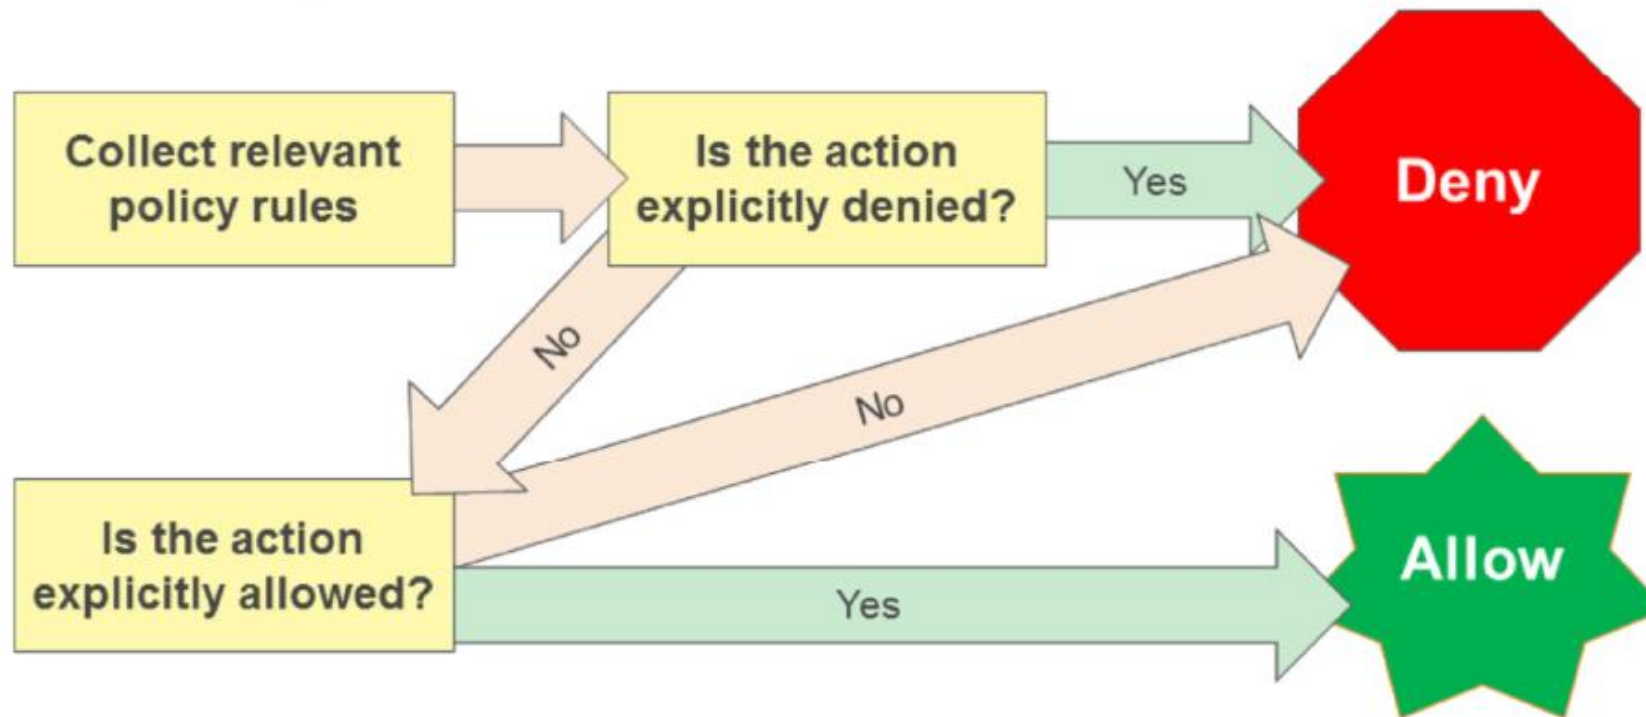 Collect relevant
policy rules
Is the action
explicitly denied?
Yes
Deny
No
No
Is the action
explicitly allowed?
Yes
Allow